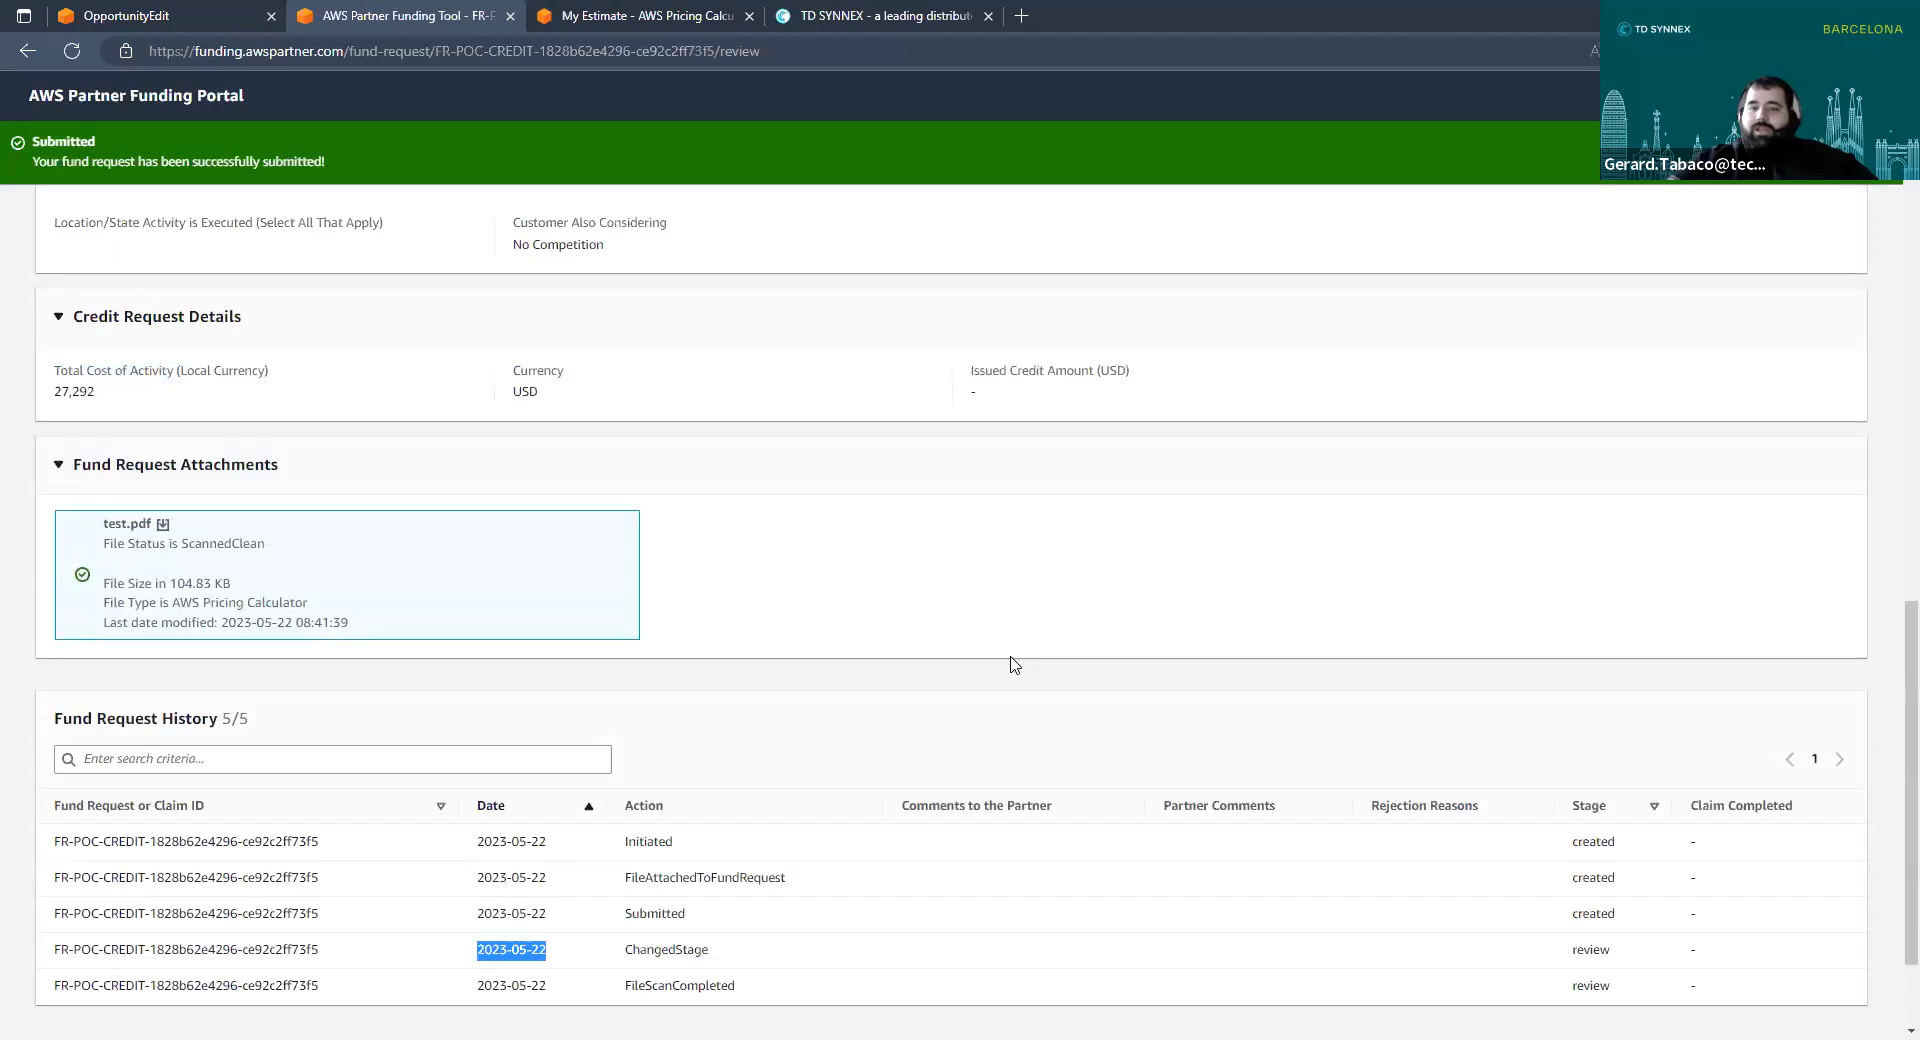 OpportunityEdit
AWS Partner Funding Tool - FR-F
My Estimate - AWS Pricing Calcu
TD SYNNEX - a leading distribut
https://funding.awspartner.com/fund-request/FR-POC-CREDIT-1828b62e4296-ce92c2ff73f5/review
TD SYNNEX
BARCELONA
Gerard.Tabaco@tec...
AWS Partner Funding Portal
Submitted
Your fund request has been successfully submitted!
Location/State Activity is Executed (Select All That Apply)
Customer Also Considering
No Competition
Credit Request Details
Total Cost of Activity (Local Currency)
27,292
Currency
USD
Issued Credit Amount (USD)
-
Fund Request Attachments
test.pdf
File Status is ScannedClean
File Size in 104.83 KB
File Type is AWS Pricing Calculator
Last date modified: 2023-05-22 08:41:39
Fund Request History 5/5
Enter search criteria...
1
Fund Request or Claim ID Date Action Comments to the Partner Partner Comments Rejection Reasons Stage Claim Completed
FR-POC-CREDIT-1828b62e4296-ce92c2ff73f5 2023-05-22 Initiated created -
FR-POC-CREDIT-1828b62e4296-ce92c2ff73f5 2023-05-22 FileAttachedToFundRequest created -
FR-POC-CREDIT-1828b62e4296-ce92c2ff73f5 2023-05-22 Submitted created -
FR-POC-CREDIT-1828b62e4296-ce92c2ff73f5 2023-05-22 ChangedStage review -
FR-POC-CREDIT-1828b62e4296-ce92c2ff73f5 2023-05-22 FileScanCompleted review -